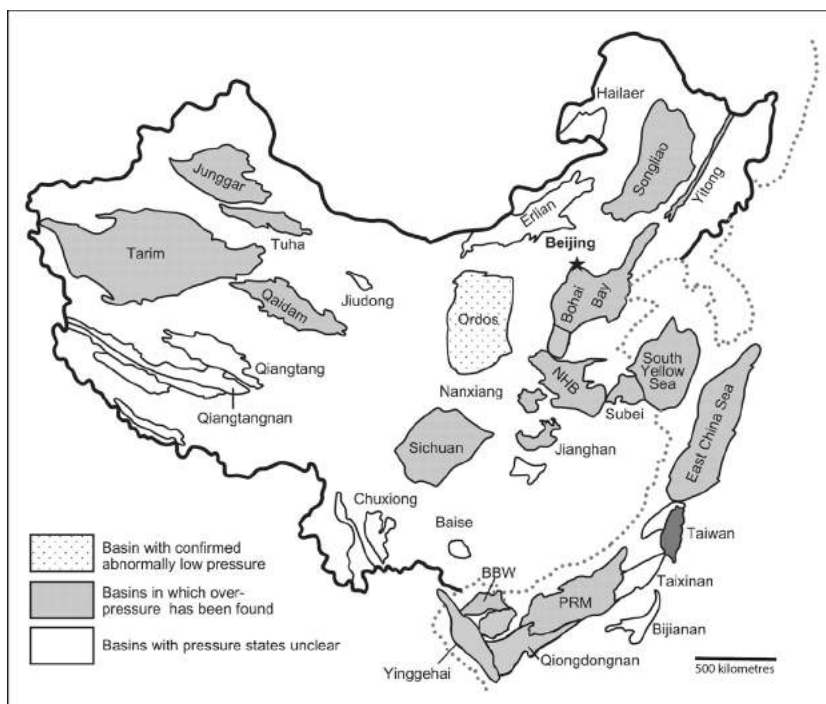 Hailaer
Junggar
Songliao
Yitong
Erlian
Tuha
Tarim
Beijing
Qaidam
Jiudong
Bohai
Bay
Ordos
Qiangtang
South
Yellow
Sea
NHB
Nanxiang
Qiangtangnan
Subei
East China Sea
Sichuan
Jianghan
Chuxiong
Baise
Taiwan
Basin with confirmed
abnormally low pressure
BBW
Taixinan
Basins in which over-
pressure has been found
PRM
Bijianan
Basins with pressure states unclear
Yinggehai
Qiongdongnan
500 kilometres